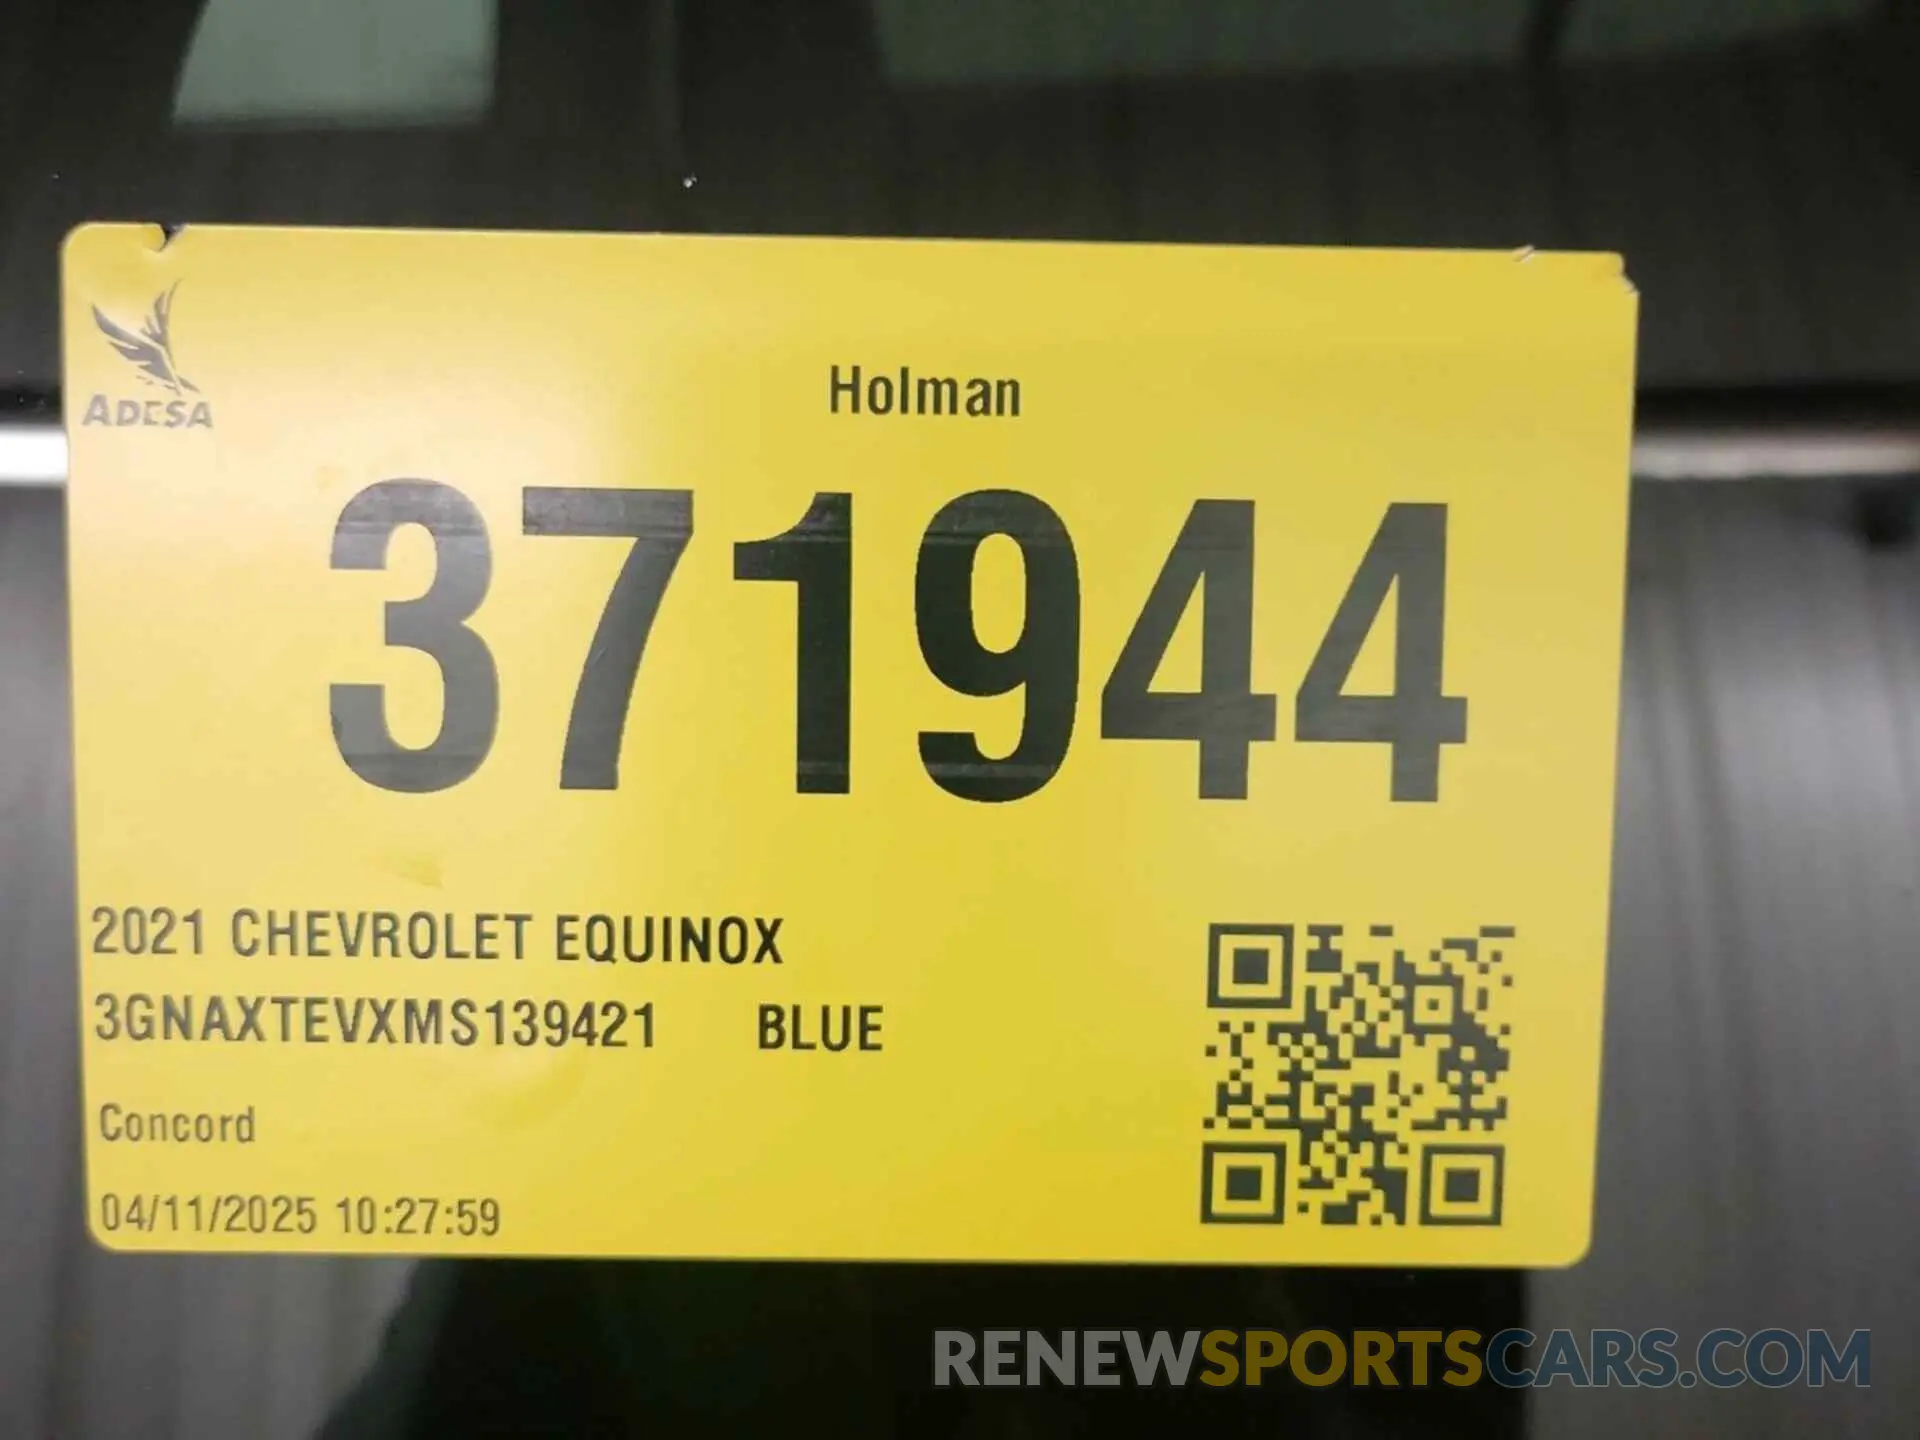 ADESA
Holman
371944
2021 CHEVROLET EQUINOX
3GNAXTEVXMS139421 BLUE
Concord
04/11/2025 10:27:59
RENEWSPORTSCARS.COM